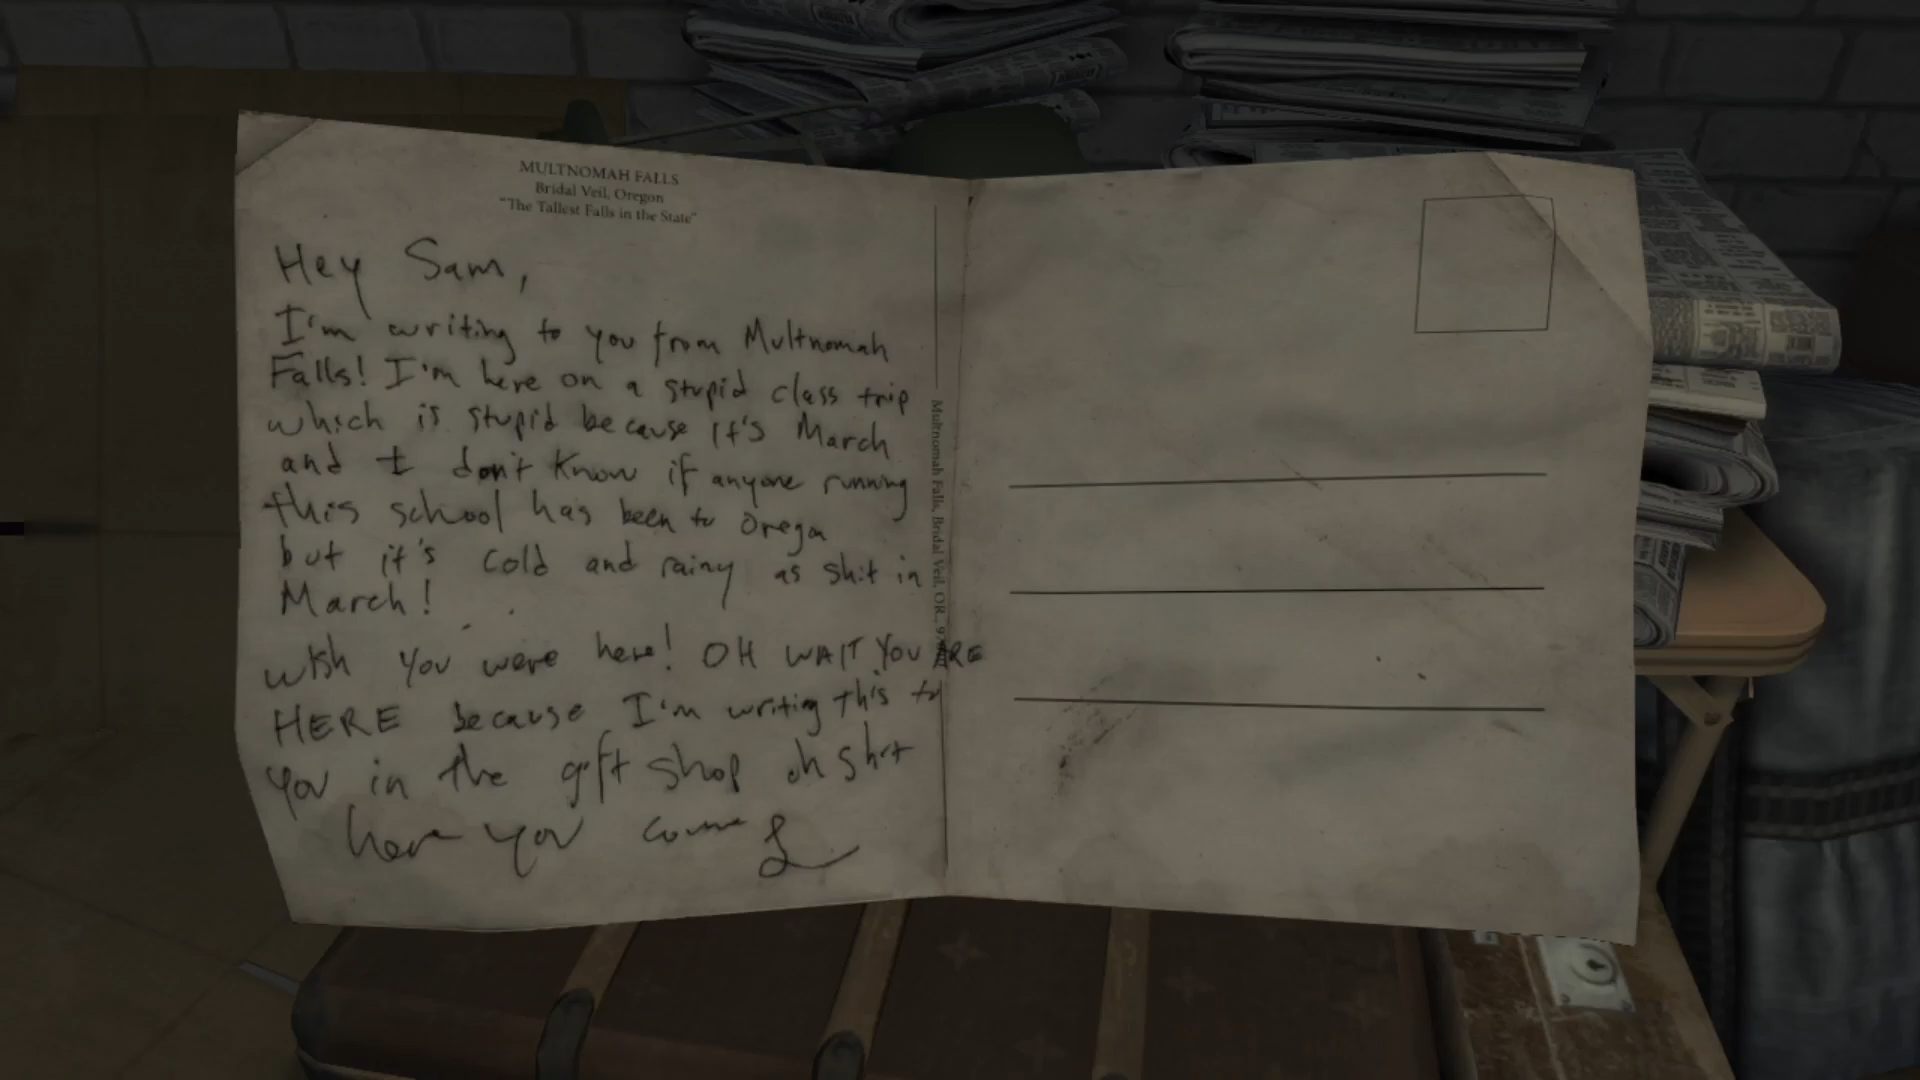 MULTNOMAH FALLS
Bridal Veil, Oregon
"The Tallest Falls in the State"
Hey Sam,
I'm writing to you from Multnomah
Falls! I'm here on a stupid class trip
which is stupid because it's March
and I don't know if anyone running
this school has been to Oregon
but it's cold and rainy as shit in
March!
wish you were here! OH WAIT YOU ARE
HERE because I'm writing this to
you in the gift shop oh shit
here you come
Multnomah Falls, Bridal Veil, OR,